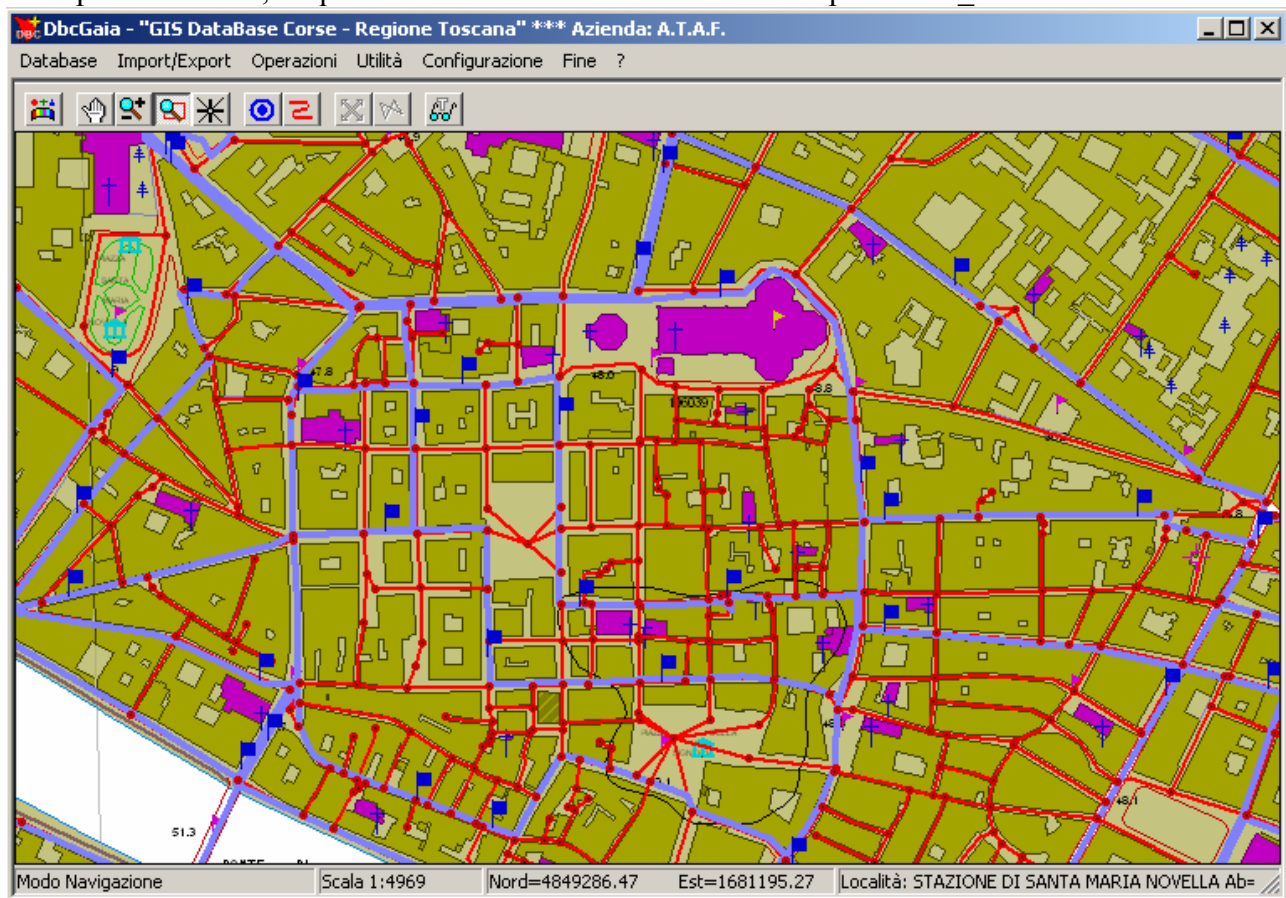 DbcGaia - "GIS DataBase Corse - Regione Toscana" *** Azienda: A.T.A.F.
Database Import/Export Operazioni Utilità Configurazione Fine ?
47.8
48.0
106039
51.3
48.1
Modo Navigazione Scala 1:4969 Nord=4849286.47 Est=1681195.27 Località: STAZIONE DI SANTA MARIA NOVELLA Ab=